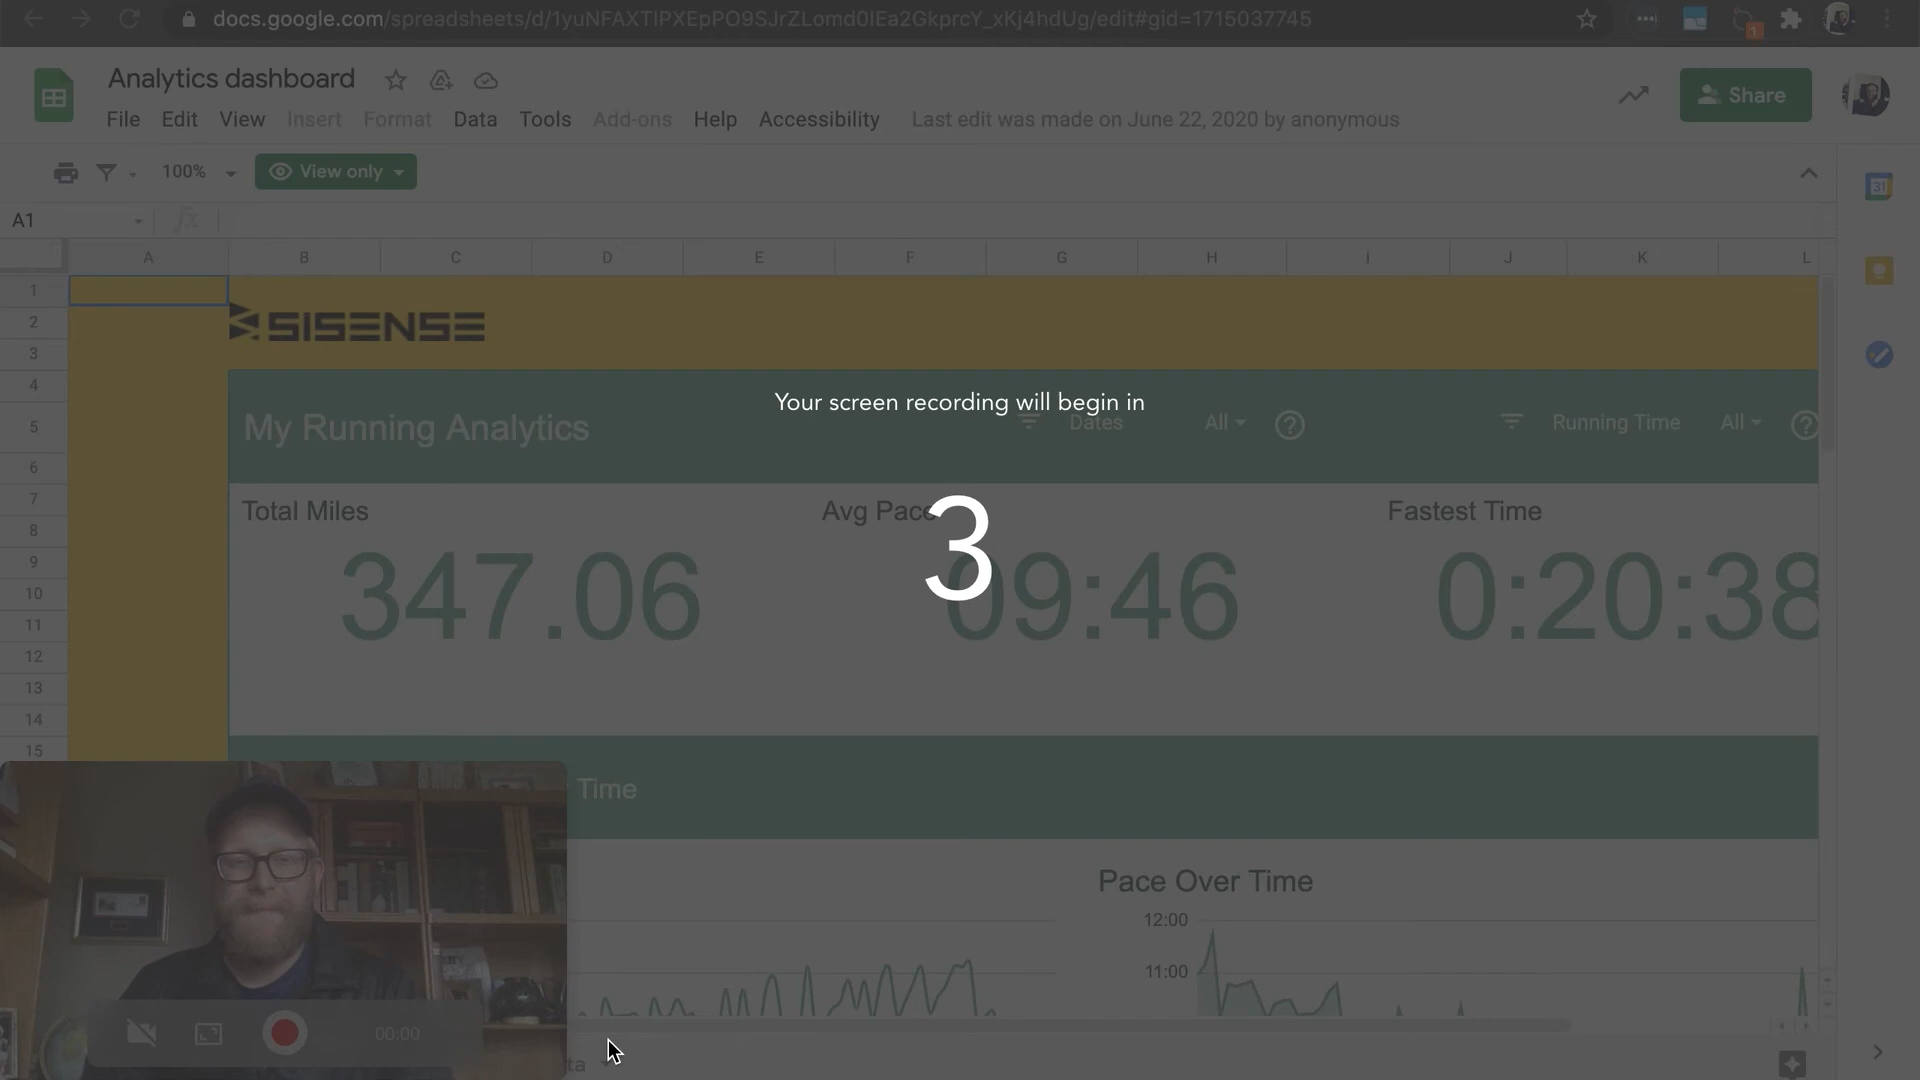 docs.google.com/spreadsheets/d/1yuNFAXTIPXEpPO9SJrZLomd0IEa2GkprcY_xKj4hdUg/edit#gid=1715037745
1
Analytics dashboard
Share
File Edit View Insert Format Data Tools Add-ons Help Accessibility Last edit was made on June 22, 2020 by anonymous
100% View only
31
A1 fx
A B C D E F G H I J K L
1
2 SISENSE
3
4
Your screen recording will begin in
5 My Running Analytics Dates All ? Running Time All ?
6
7 Total Miles Avg Pace Fastest Time
3
8
9
10 347.06 09:46 0:20:38
11
12
13
14
15
Time
Pace Over Time
12:00
11:00
00:00
ta